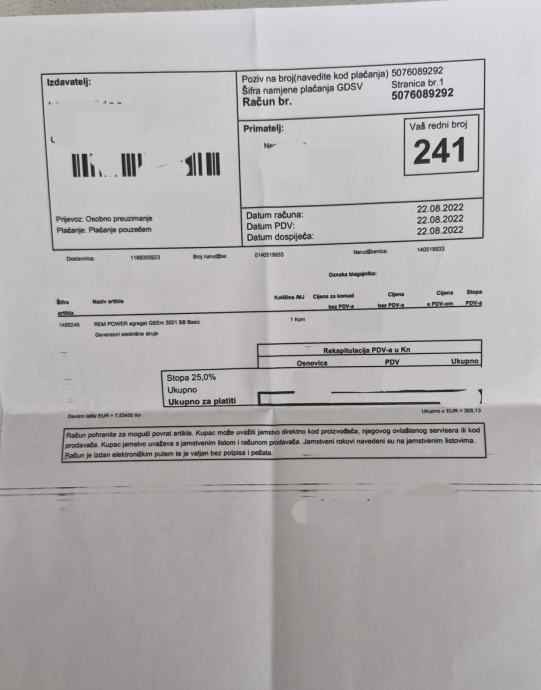 Izdavatelj:
Prijevoz: Osobno preuzimanje
Plaćanje: Plaćanje pouzećem
Poziv na broj(navedite kod plaćanja) 5076089292
Šifra namjene plaćanja GDSV Stranica br.1
Račun br. 5076089292
Primatelj:
Vaš redni broj
241
Datum računa: 22.08.2022
Datum PDV: 22.08.2022
Datum dospijeća: 22.08.2022
Dostavnica: 1166005923 Broj narudžbe: 0140519933 Narudžbenica: 140519933
Oznaka blagajnika:
Šifra artikla Naziv artikla Količina /MJ Cijena za komad bez PDV-a Cijena bez PDV-a Cijena s PDV-om Stopa PDV-a
1489248 REM POWER agregat GSEm 3001 SB Basic 1 Kom
Generatori električne struje
Rekapitulacija PDV-a u Kn
Osnovica PDV Ukupno
Stopa 25,0%
Ukupno
Ukupno za platiti
EUR = 7,53450 Kn Ukupno u EUR = 305,13
Račun pohranite za mogući povrat artikla. Kupac može uvažiti jamstvo direktno kod proizvođača, njegovog ovlaštenog servisera ili kod
prodavača. Kupac jamstvo uvažava s jamstvenim listom i računom prodavača. Jamstveni rokovi navedeni su na jamstvenim listovima.
Račun je izdan elektroničkim putem te je valjan bez potpisa i pečata.